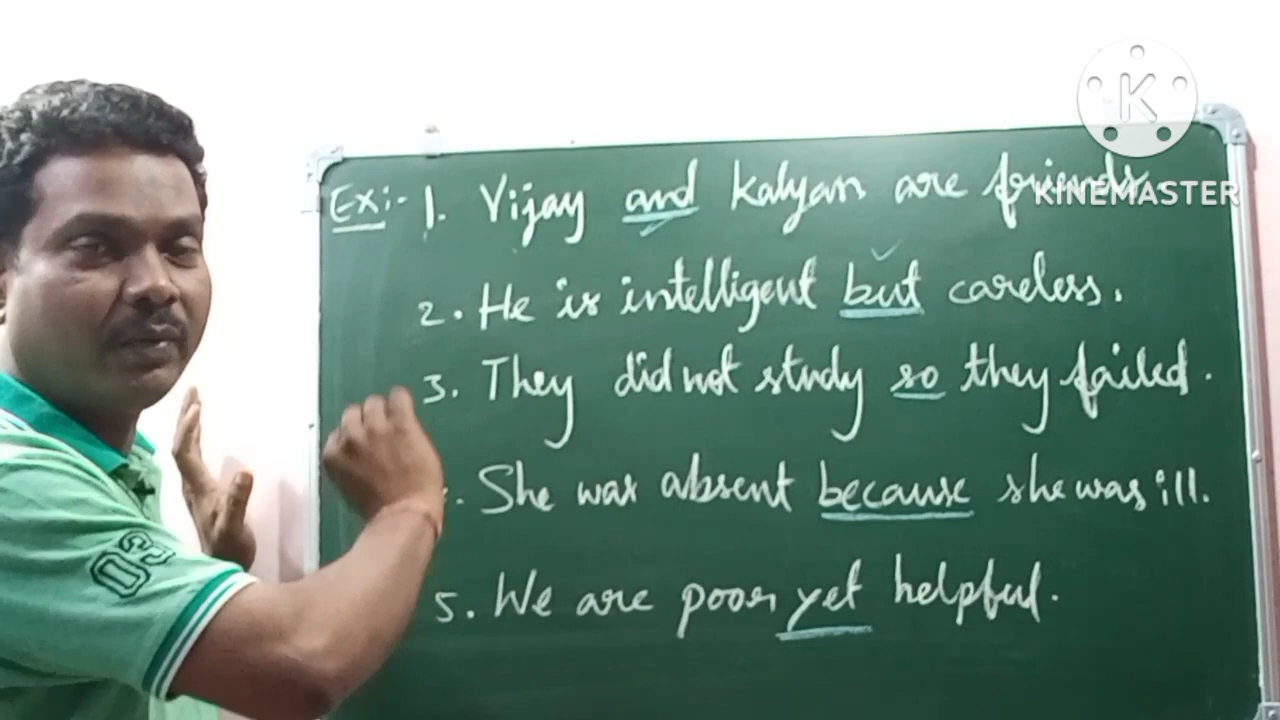 Ex:- 1. Vijay and Kalyan are friends.
2. He is intelligent but careless.
3. They did not study so they failed.
. She was absent because she was ill.
5. We are poor yet helpful.
K
KINEMASTER
03